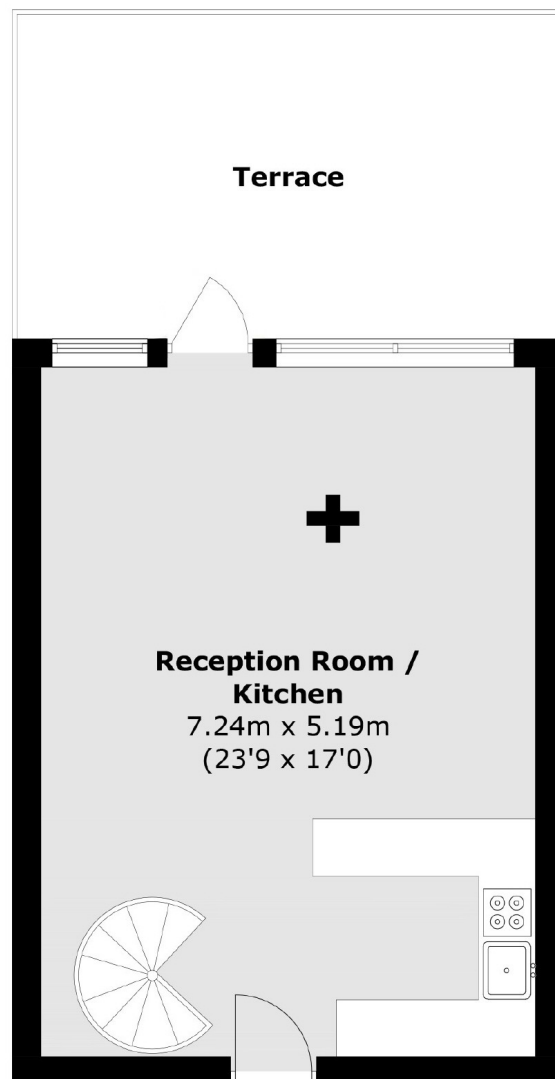 Terrace
Reception Room /
Kitchen
7.24m x 5.19m
(23'9 x 17'0)